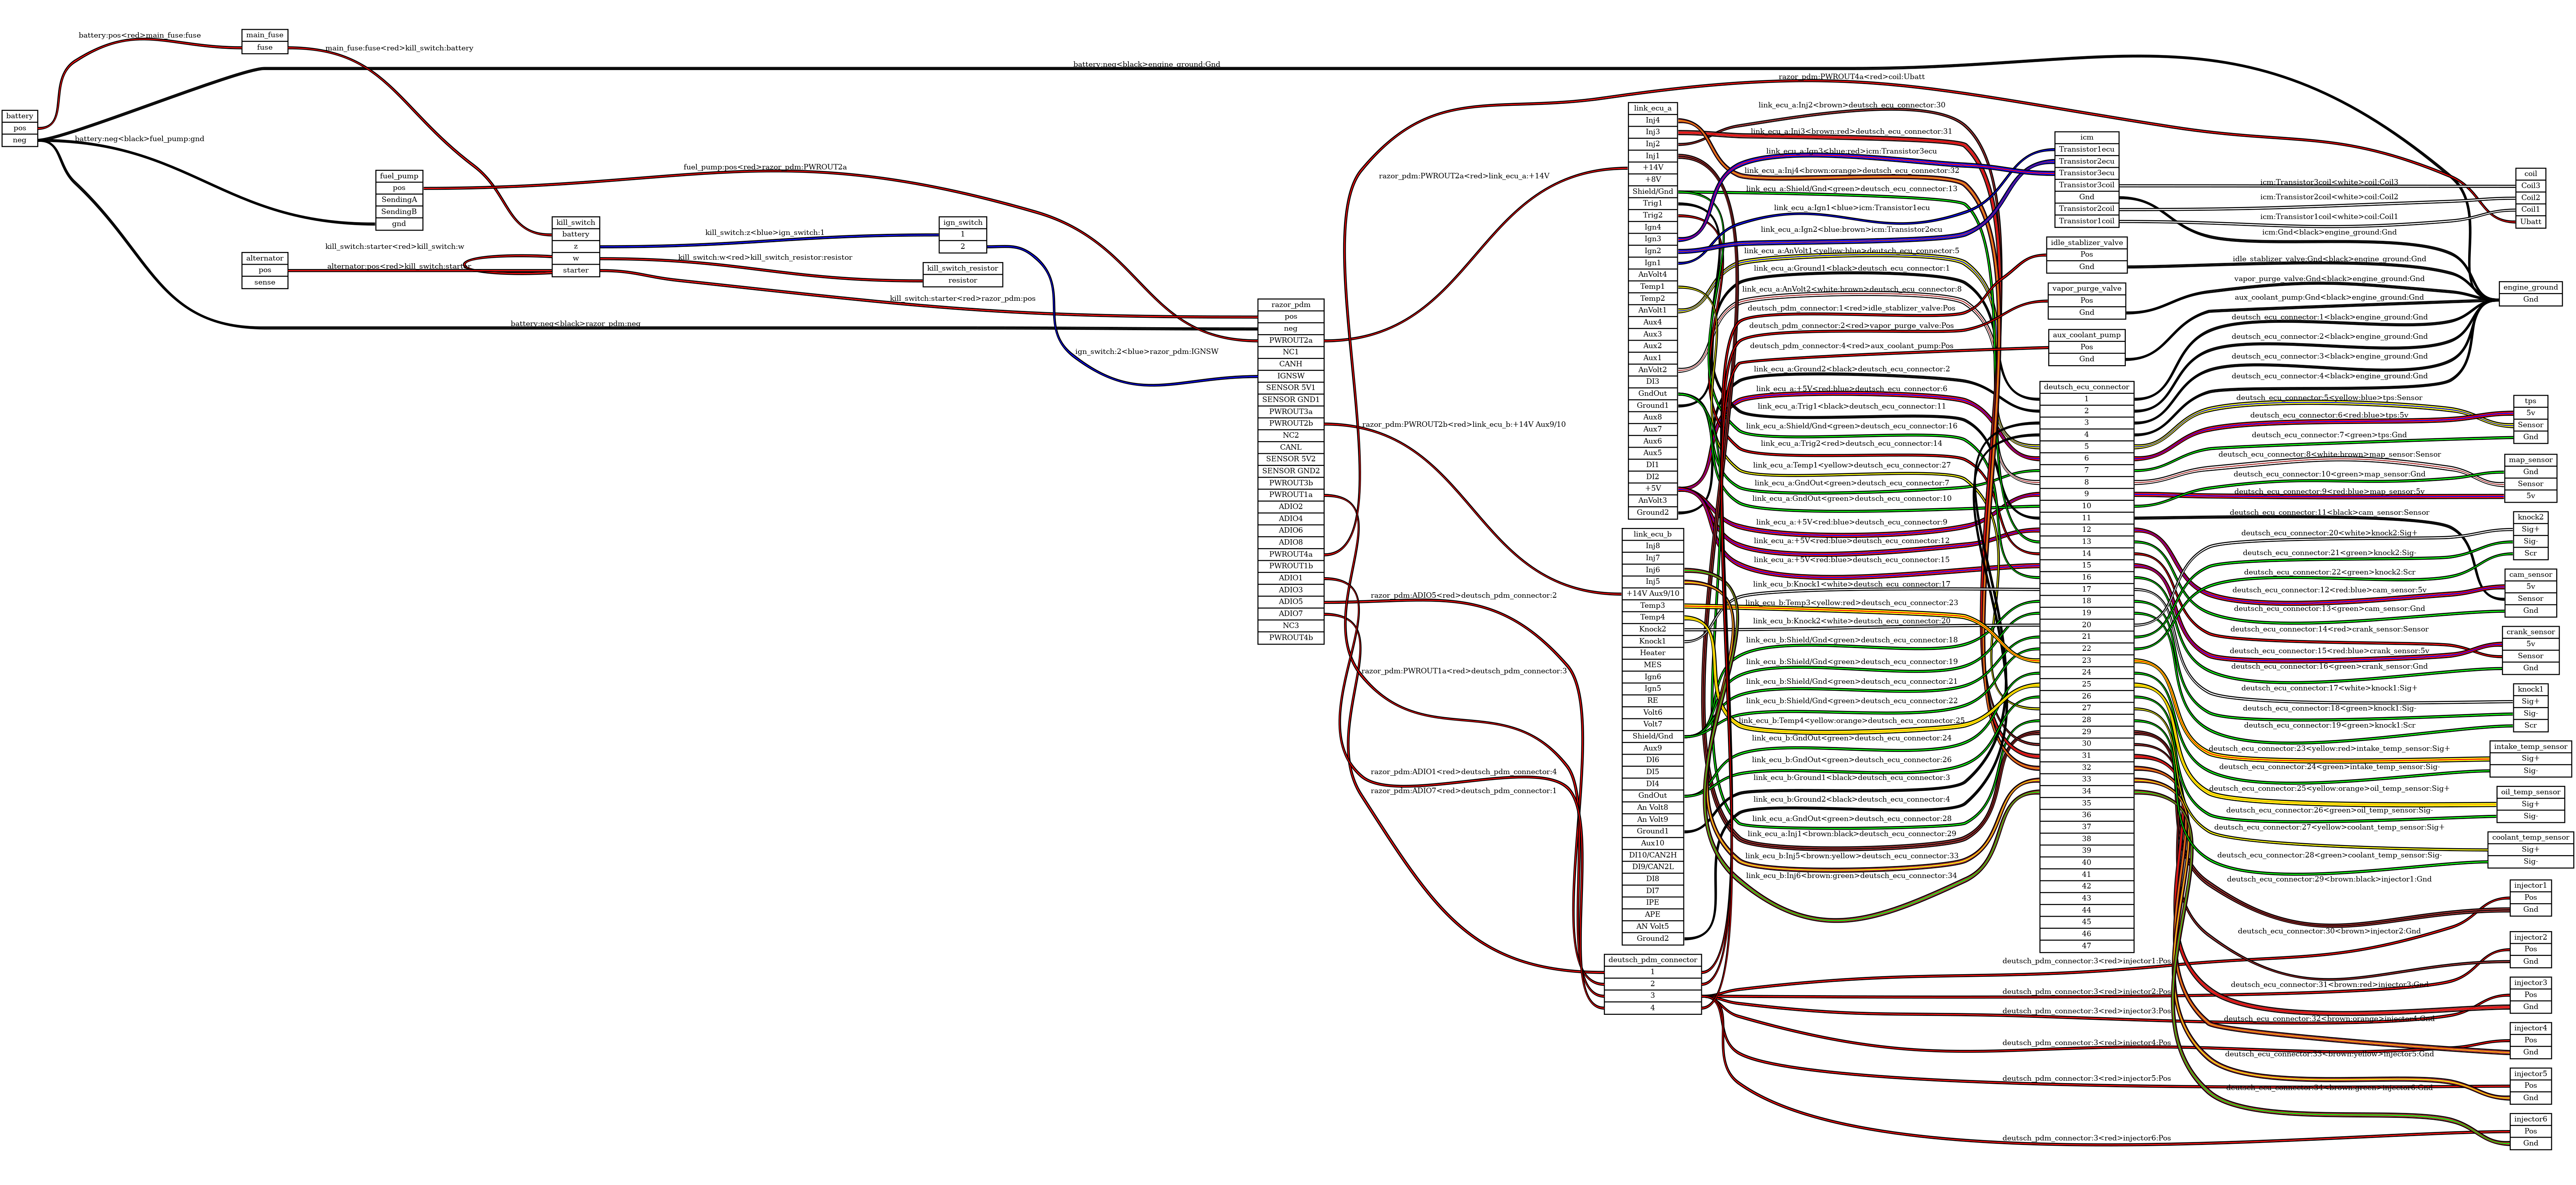 battery:pos<red>main_fuse:fuse
main_fuse
fuse
main_fuse:fuse<red>kill_switch:battery
battery:neg<black>engine_ground:Gnd
battery
pos
neg
battery:neg<black>fuel_pump:gnd
fuel_pump
pos
SendingA
SendingB
gnd
fuel_pump:pos<red>razor_pdm:PWROUT2a
alternator
pos
sense
kill_switch:starter<red>kill_switch:w
alternator:pos<red>kill_switch:starter
kill_switch
battery
z
w
starter
kill_switch:z<blue>ign_switch:1
kill_switch:w<red>kill_switch_resistor:resistor
kill_switch:starter<red>razor_pdm:pos
battery:neg<black>razor_pdm:neg
ign_switch
1
2
kill_switch_resistor
resistor
ign_switch:2<blue>razor_pdm:IGNSW
razor_pdm
pos
neg
PWROUT2a
NC1
CANH
IGNSW
SENSOR 5V1
SENSOR GND1
PWROUT3a
PWROUT2b
NC2
CANL
SENSOR 5V2
SENSOR GND2
PWROUT3b
PWROUT1a
ADIO2
ADIO4
ADIO6
ADIO8
PWROUT4a
PWROUT1b
ADIO1
ADIO3
ADIO5
ADIO7
NC3
PWROUT4b
razor_pdm:PWROUT4a<red>coil:Ubatt
razor_pdm:PWROUT2a<red>link_ecu_a:+14V
razor_pdm:PWROUT2b<red>link_ecu_b:+14V Aux9/10
razor_pdm:ADIO5<red>deutsch_pdm_connector:2
razor_pdm:PWROUT1a<red>deutsch_pdm_connector:3
razor_pdm:ADIO1<red>deutsch_pdm_connector:4
razor_pdm:ADIO7<red>deutsch_pdm_connector:1
link_ecu_a
Inj4
Inj3
Inj2
Inj1
+14V
+8V
Shield/Gnd
Trig1
Trig2
Ign4
Ign3
Ign2
Ign1
AnVolt4
Temp1
Temp2
AnVolt1
Aux4
Aux3
Aux2
Aux1
AnVolt2
DI3
GndOut
Ground1
Aux8
Aux7
Aux6
Aux5
DI1
DI2
+5V
AnVolt3
Ground2
link_ecu_b
Inj8
Inj7
Inj6
Inj5
+14V Aux9/10
Temp3
Temp4
Knock2
Knock1
Heater
MES
Ign6
Ign5
RE
Volt6
Volt7
Shield/Gnd
Aux9
DI6
DI5
DI4
GndOut
An Volt8
An Volt9
Ground1
Aux10
DI10/CAN2H
DI9/CAN2L
DI8
DI7
IPE
APE
AN Volt5
Ground2
deutsch_pdm_connector
1
2
3
4
link_ecu_a:Inj2<brown>deutsch_ecu_connector:30
link_ecu_a:Inj3<brown:red>deutsch_ecu_connector:31
link_ecu_a:Ign3<blue:red>icm:Transistor3ecu
link_ecu_a:Inj4<brown:orange>deutsch_ecu_connector:32
link_ecu_a:Shield/Gnd<green>deutsch_ecu_connector:13
link_ecu_a:Ign1<blue>icm:Transistor1ecu
link_ecu_a:Ign2<blue:brown>icm:Transistor2ecu
link_ecu_a:AnVolt1<yellow:blue>deutsch_ecu_connector:5
link_ecu_a:Ground1<black>deutsch_ecu_connector:1
link_ecu_a:AnVolt2<white:brown>deutsch_ecu_connector:8
deutsch_pdm_connector:1<red>idle_stablizer_valve:Pos
deutsch_pdm_connector:2<red>vapor_purge_valve:Pos
deutsch_pdm_connector:4<red>aux_coolant_pump:Pos
link_ecu_a:Ground2<black>deutsch_ecu_connector:2
link_ecu_a:+5V<red:blue>deutsch_ecu_connector:6
link_ecu_a:Trig1<black>deutsch_ecu_connector:11
link_ecu_a:Shield/Gnd<green>deutsch_ecu_connector:16
link_ecu_a:Trig2<red>deutsch_ecu_connector:14
link_ecu_a:Temp1<yellow>deutsch_ecu_connector:27
link_ecu_a:GndOut<green>deutsch_ecu_connector:7
link_ecu_a:GndOut<green>deutsch_ecu_connector:10
link_ecu_a:+5V<red:blue>deutsch_ecu_connector:9
link_ecu_a:+5V<red:blue>deutsch_ecu_connector:12
link_ecu_a:+5V<red:blue>deutsch_ecu_connector:15
link_ecu_b:Knock1<white>deutsch_ecu_connector:17
link_ecu_b:Temp3<yellow:red>deutsch_ecu_connector:23
link_ecu_b:Knock2<white>deutsch_ecu_connector:20
link_ecu_b:Shield/Gnd<green>deutsch_ecu_connector:18
link_ecu_b:Shield/Gnd<green>deutsch_ecu_connector:19
link_ecu_b:Shield/Gnd<green>deutsch_ecu_connector:21
link_ecu_b:Shield/Gnd<green>deutsch_ecu_connector:22
link_ecu_b:Temp4<yellow:orange>deutsch_ecu_connector:25
link_ecu_b:GndOut<green>deutsch_ecu_connector:24
link_ecu_b:GndOut<green>deutsch_ecu_connector:26
link_ecu_b:Ground1<black>deutsch_ecu_connector:3
link_ecu_b:Ground2<black>deutsch_ecu_connector:4
link_ecu_a:GndOut<green>deutsch_ecu_connector:28
link_ecu_a:Inj1<brown:black>deutsch_ecu_connector:29
link_ecu_b:Inj5<brown:yellow>deutsch_ecu_connector:33
link_ecu_b:Inj6<brown:green>deutsch_ecu_connector:34
deutsch_pdm_connector:3<red>injector1:Pos
deutsch_pdm_connector:3<red>injector2:Pos
deutsch_pdm_connector:3<red>injector3:Pos
deutsch_pdm_connector:3<red>injector4:Pos
deutsch_pdm_connector:3<red>injector5:Pos
deutsch_pdm_connector:3<red>injector6:Pos
icm
Transistor1ecu
Transistor2ecu
Transistor3ecu
Transistor3coil
Gnd
Transistor2coil
Transistor1coil
idle_stablizer_valve
Pos
Gnd
vapor_purge_valve
Pos
Gnd
aux_coolant_pump
Pos
Gnd
deutsch_ecu_connector
1
2
3
4
5
6
7
8
9
10
11
12
13
14
15
16
17
18
19
20
21
22
23
24
25
26
27
28
29
30
31
32
33
34
35
36
37
38
39
40
41
42
43
44
45
46
47
icm:Transistor3coil<white>coil:Coil3
icm:Transistor2coil<white>coil:Coil2
icm:Transistor1coil<white>coil:Coil1
icm:Gnd<black>engine_ground:Gnd
idle_stablizer_valve:Gnd<black>engine_ground:Gnd
vapor_purge_valve:Gnd<black>engine_ground:Gnd
aux_coolant_pump:Gnd<black>engine_ground:Gnd
deutsch_ecu_connector:1<black>engine_ground:Gnd
deutsch_ecu_connector:2<black>engine_ground:Gnd
deutsch_ecu_connector:3<black>engine_ground:Gnd
deutsch_ecu_connector:4<black>engine_ground:Gnd
deutsch_ecu_connector:5<yellow:blue>tps:Sensor
deutsch_ecu_connector:6<red:blue>tps:5v
deutsch_ecu_connector:7<green>tps:Gnd
deutsch_ecu_connector:8<white:brown>map_sensor:Sensor
deutsch_ecu_connector:10<green>map_sensor:Gnd
deutsch_ecu_connector:9<red:blue>map_sensor:5v
deutsch_ecu_connector:11<black>cam_sensor:Sensor
deutsch_ecu_connector:20<white>knock2:Sig+
deutsch_ecu_connector:21<green>knock2:Sig-
deutsch_ecu_connector:22<green>knock2:Scr
deutsch_ecu_connector:12<red:blue>cam_sensor:5v
deutsch_ecu_connector:13<green>cam_sensor:Gnd
deutsch_ecu_connector:14<red>crank_sensor:Sensor
deutsch_ecu_connector:15<red:blue>crank_sensor:5v
deutsch_ecu_connector:16<green>crank_sensor:Gnd
deutsch_ecu_connector:17<white>knock1:Sig+
deutsch_ecu_connector:18<green>knock1:Sig-
deutsch_ecu_connector:19<green>knock1:Scr
deutsch_ecu_connector:23<yellow:red>intake_temp_sensor:Sig+
deutsch_ecu_connector:24<green>intake_temp_sensor:Sig-
deutsch_ecu_connector:25<yellow:orange>oil_temp_sensor:Sig+
deutsch_ecu_connector:26<green>oil_temp_sensor:Sig-
deutsch_ecu_connector:27<yellow>coolant_temp_sensor:Sig+
deutsch_ecu_connector:28<green>coolant_temp_sensor:Sig-
deutsch_ecu_connector:29<brown:black>injector1:Gnd
deutsch_ecu_connector:30<brown>injector2:Gnd
deutsch_ecu_connector:31<brown:red>injector3:Gnd
deutsch_ecu_connector:32<brown:orange>injector4:Gnd
deutsch_ecu_connector:33<brown:yellow>injector5:Gnd
deutsch_ecu_connector:34<brown:green>injector6:Gnd
coil
Coil3
Coil2
Coil1
Ubatt
engine_ground
Gnd
tps
5v
Sensor
Gnd
map_sensor
Gnd
Sensor
5v
knock2
Sig+
Sig-
Scr
cam_sensor
5v
Sensor
Gnd
crank_sensor
5v
Sensor
Gnd
knock1
Sig+
Sig-
Scr
intake_temp_sensor
Sig+
Sig-
oil_temp_sensor
Sig+
Sig-
coolant_temp_sensor
Sig+
Sig-
injector1
Pos
Gnd
injector2
Pos
Gnd
injector3
Pos
Gnd
injector4
Pos
Gnd
injector5
Pos
Gnd
injector6
Pos
Gnd